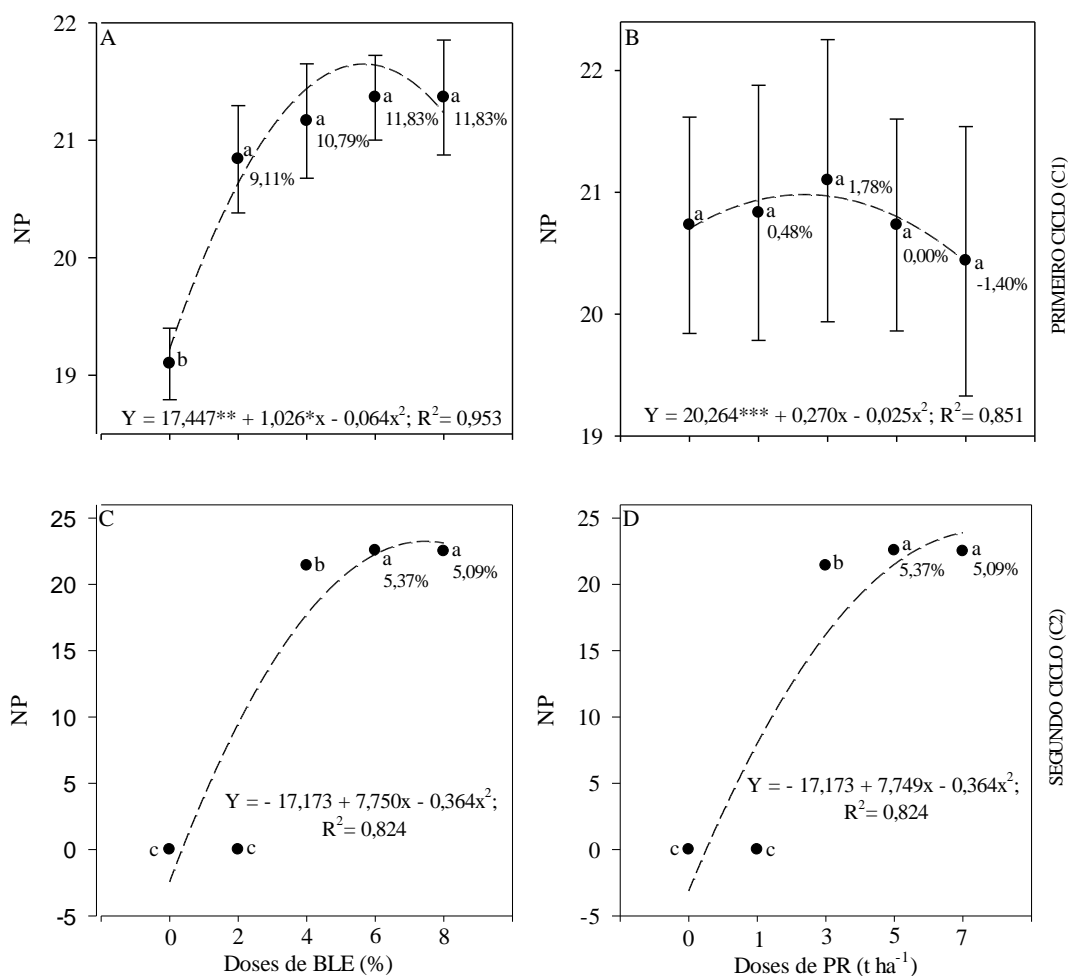 A
22
21
20
19
NP
b
a
9,11%
a
10,79%
a
11,83%
a
11,83%
Y = 17,447** + 1,026*x - 0,064x²; R² = 0,953
B
22
21
20
19
NP
a
a
0,48%
a
1,78%
a
0,00%
a
-1,40%
Y = 20,264*** + 0,270x - 0,025x²; R² = 0,851
PRIMEIRO CICLO (C1)
C
25
20
15
10
5
0
-5
NP
c
c
b
a
5,37%
a
5,09%
Y = - 17,173 + 7,750x - 0,364x²;
R² = 0,824
0 2 4 6 8
Doses de BLE (%)
D
25
20
15
10
5
0
-5
NP
c
c
b
a
5,37%
a
5,09%
Y = - 17,173 + 7,749x - 0,364x²;
R² = 0,824
0 1 3 5 7
Doses de PR (t ha⁻¹)
SEGUNDO CICLO (C2)